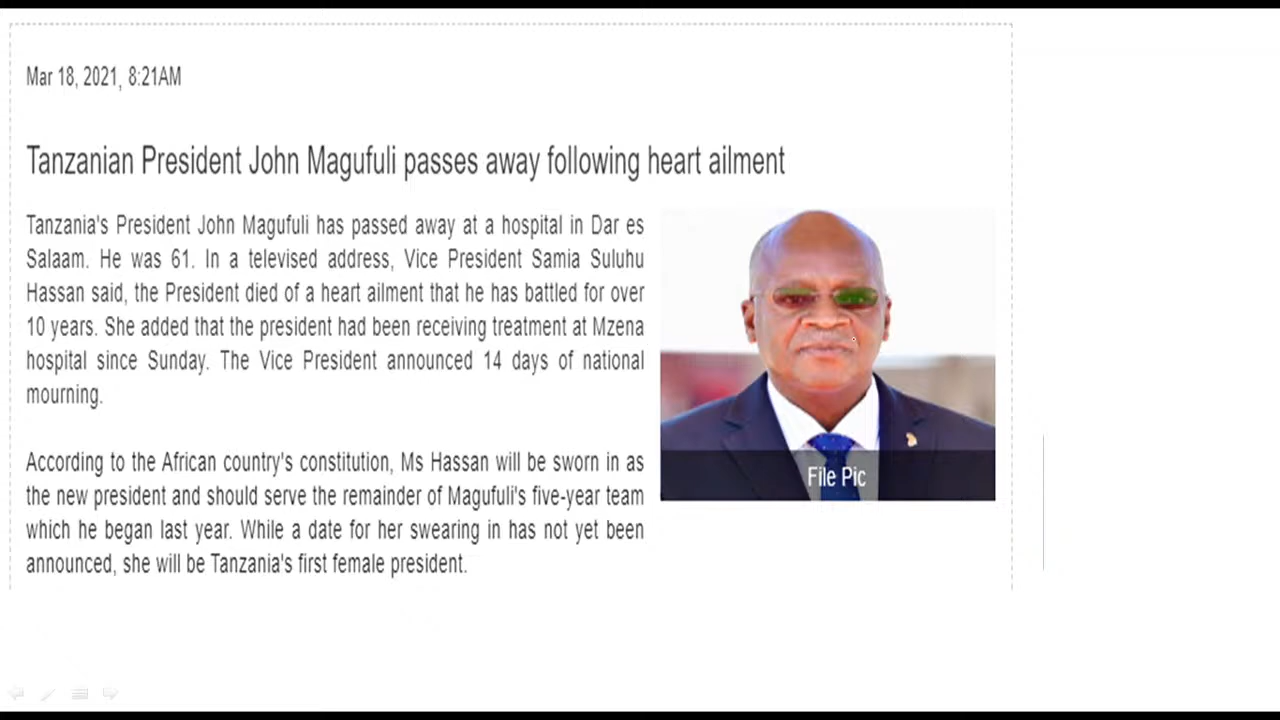 Mar 18, 2021, 8:21AM
Tanzanian President John Magufuli passes away following heart ailment
Tanzania's President John Magufuli has passed away at a hospital in Dar es
Salaam. He was 61. In a televised address, Vice President Samia Suluhu
Hassan said, the President died of a heart ailment that he has battled for over
10 years. She added that the president had been receiving treatment at Mzena
hospital since Sunday. The Vice President announced 14 days of national
mourning.
According to the African country's constitution, Ms Hassan will be sworn in as
the new president and should serve the remainder of Magufuli's five-year team
which he began last year. While a date for her swearing in has not yet been
announced, she will be Tanzania's first female president.
File Pic